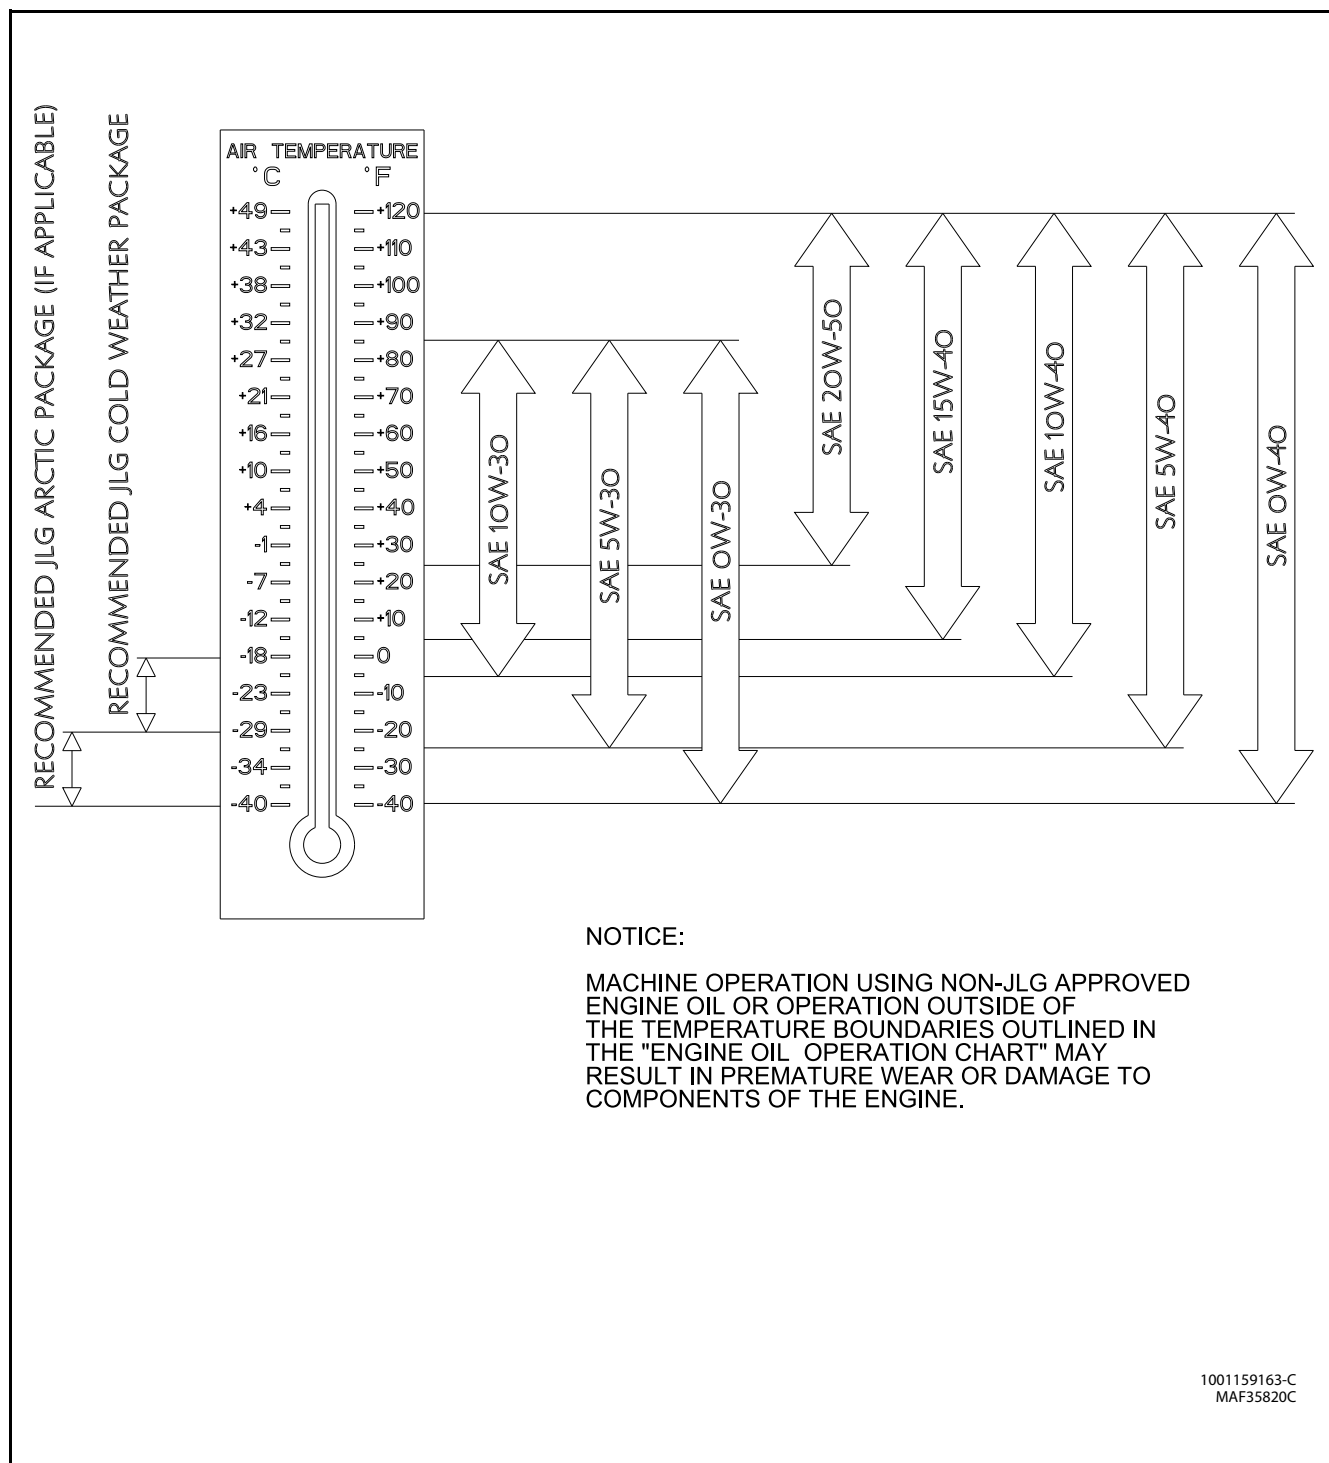 RECOMMENDED JLG ARCTIC PACKAGE (IF APPLICABLE)
RECOMMENDED JLG COLD WEATHER PACKAGE
AIR TEMPERATURE
°C °F
+49 +120
+43 +110
+38 +100
+32 +90
+27 +80
+21 +70
+16 +60
+10 +50
+4 +40
-1 +30
-7 +20
-12 +10
-18 0
-23 -10
-29 -20
-34 -30
-40 -40
SAE 10W-30
SAE 5W-30
SAE 0W-30
SAE 20W-50
SAE 15W-40
SAE 10W-40
SAE 5W-40
SAE 0W-40
NOTICE:
MACHINE OPERATION USING NON-JLG APPROVED
ENGINE OIL OR OPERATION OUTSIDE OF
THE TEMPERATURE BOUNDARIES OUTLINED IN
THE "ENGINE OIL OPERATION CHART" MAY
RESULT IN PREMATURE WEAR OR DAMAGE TO
COMPONENTS OF THE ENGINE.
1001159163-C
MAF35820C